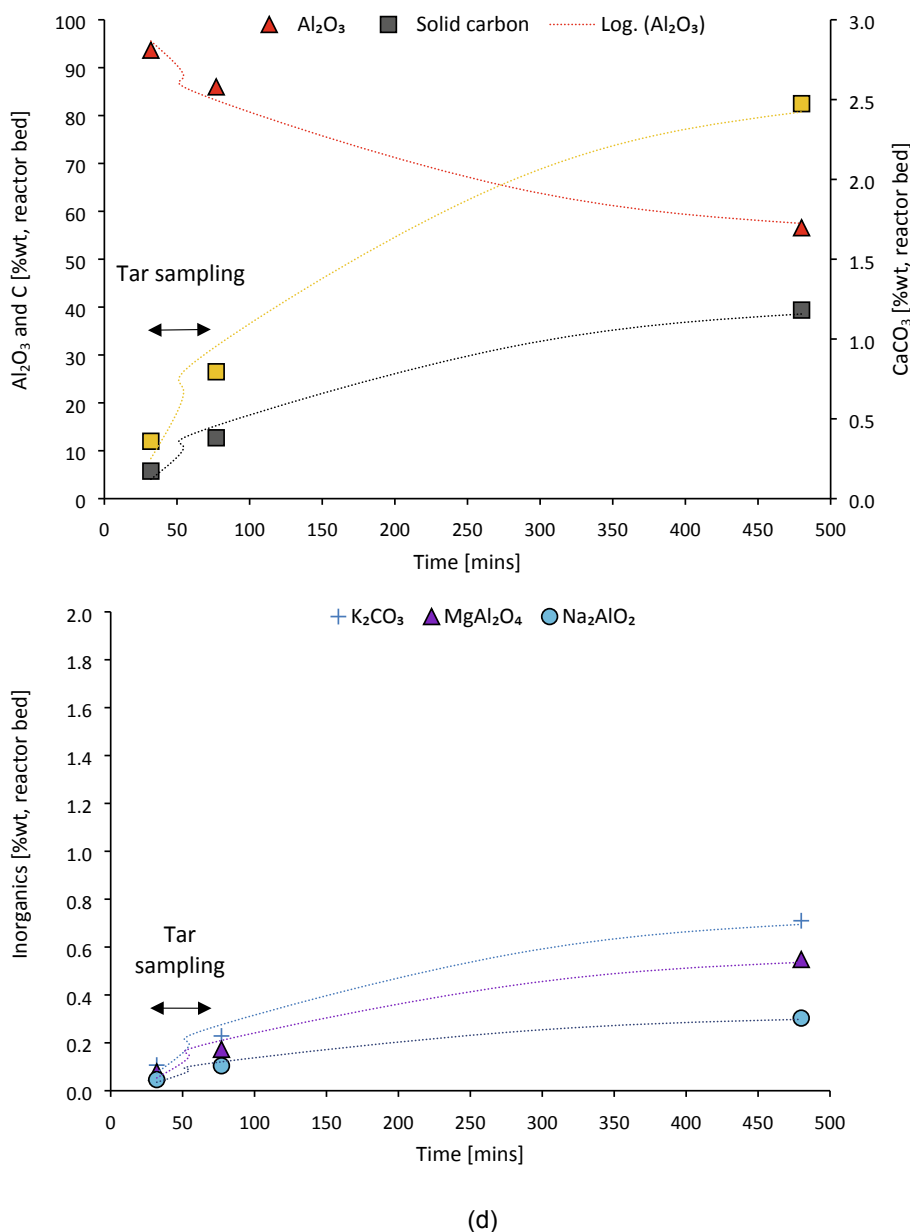 Al₂O₃ Solid carbon Log. (Al₂O₃)
100
90
80
70
60
50
40
30
20
10
0
Al₂O₃ and C [%wt, reactor bed]
Tar sampling
3.0
2.5
2.0
1.5
1.0
0.5
0.0
CaCO₃ [%wt, reactor bed]
0 50 100 150 200 250 300 350 400 450 500
Time [mins]
K₂CO₃ MgAl₂O₄ Na₂AlO₂
2.0
1.8
1.6
1.4
1.2
1.0
0.8
0.6
0.4
0.2
0.0
Inorganics [%wt, reactor bed]
Tar
sampling
0 50 100 150 200 250 300 350 400 450 500
Time [mins]
(d)